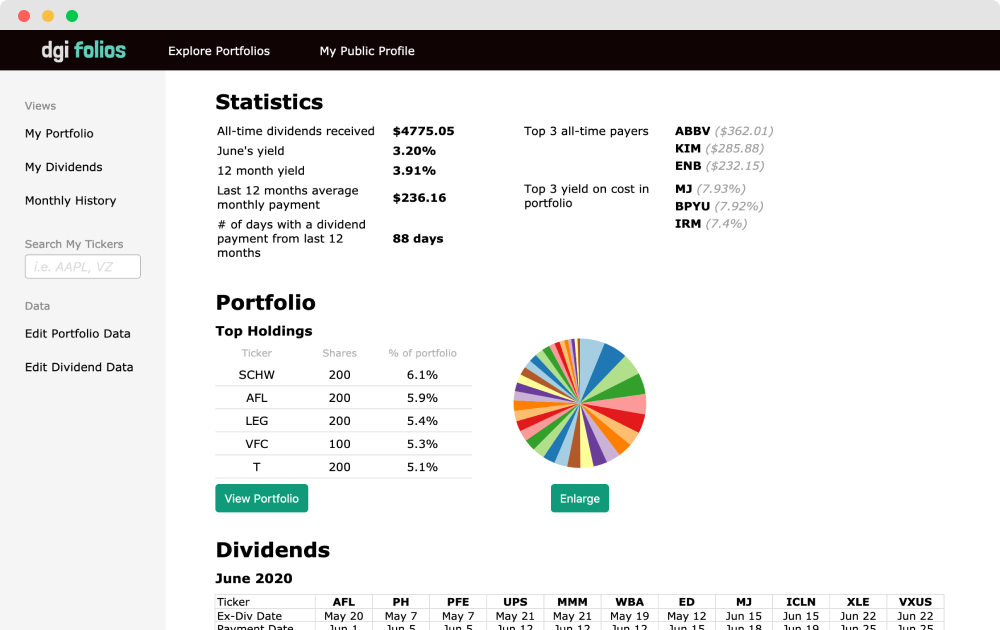 dgi folios Explore Portfolios My Public Profile
Views
My Portfolio
My Dividends
Monthly History
Search My Tickers
i.e. AAPL, VZ
Data
Edit Portfolio Data
Edit Dividend Data
Statistics
All-time dividends received $4775.05
June's yield 3.20%
12 month yield 3.91%
Last 12 months average
monthly payment $236.16
# of days with a dividend
payment from last 12
months 88 days
Top 3 all-time payers ABBV ($362.01)
KIM ($285.88)
ENB ($232.15)
Top 3 yield on cost in
portfolio
MJ (7.93%)
BPYU (7.92%)
IRM (7.4%)
Portfolio
Top Holdings
Ticker Shares % of portfolio
SCHW 200 6.1%
AFL 200 5.9%
LEG 200 5.4%
VFC 100 5.3%
T 200 5.1%
View Portfolio
Enlarge
Dividends
June 2020
Ticker AFL PH PFE UPS MMM WBA ED MJ ICLN XLE VXUS
Ex-Div Date May 20 May 7 May 7 May 21 May 21 May 19 May 12 Jun 15 Jun 15 Jun 22 Jun 22
Payment Date Jun 1 Jun 5 Jun 5 Jun 12 Jun 12 Jun 12 Jun 15 Jun 18 Jun 19 Jun 25 Jun 25